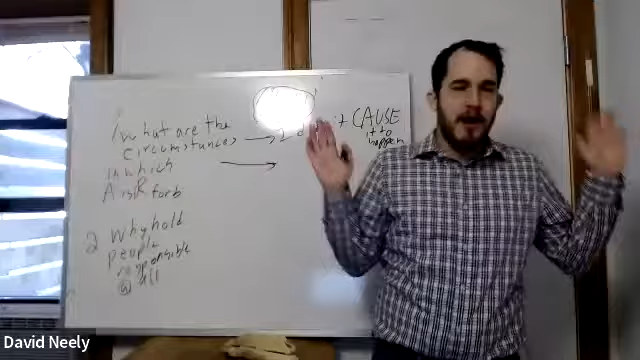 1 what are the
circumstances → I d it CAUSE
in which → it to
A is R for b happen
2 why hold
people
responsible
@ all
David Neely